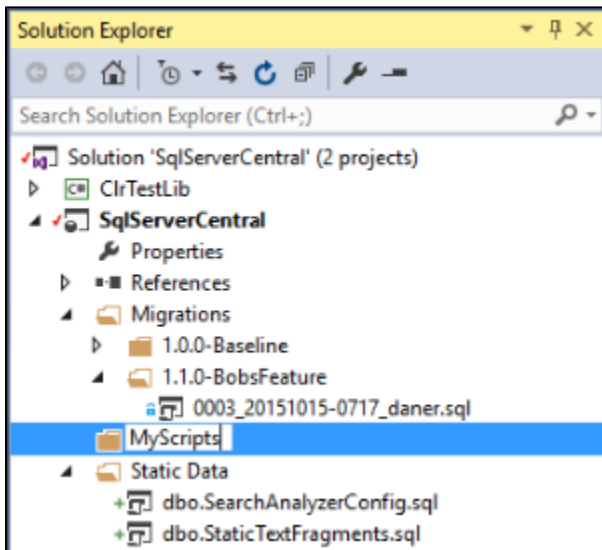 Solution Explorer
Search Solution Explorer (Ctrl+;)
Solution 'SqlServerCentral' (2 projects)
C# ClrTestLib
SqlServerCentral
Properties
References
Migrations
1.0.0-Baseline
1.1.0-BobsFeature
0003_20151015-0717_daner.sql
MyScripts
Static Data
dbo.SearchAnalyzerConfig.sql
dbo.StaticTextFragments.sql